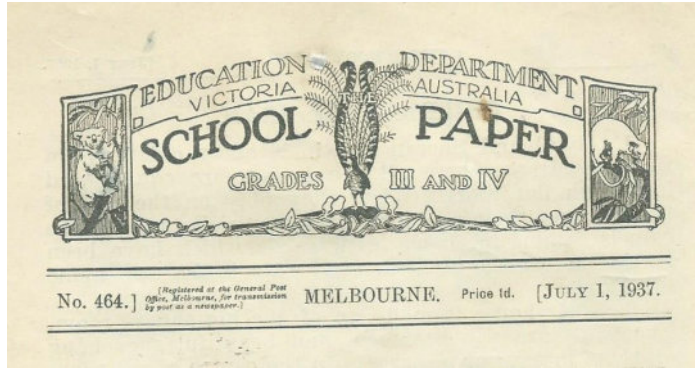 EDUCATION DEPARTMENT
VICTORIA AUSTRALIA
THE
SCHOOL PAPER
GRADES III AND IV
No. 464.] [Registered at the General Post Office, Melbourne, for transmission by post as a newspaper.] MELBOURNE. Price 1d. [JULY 1, 1937.